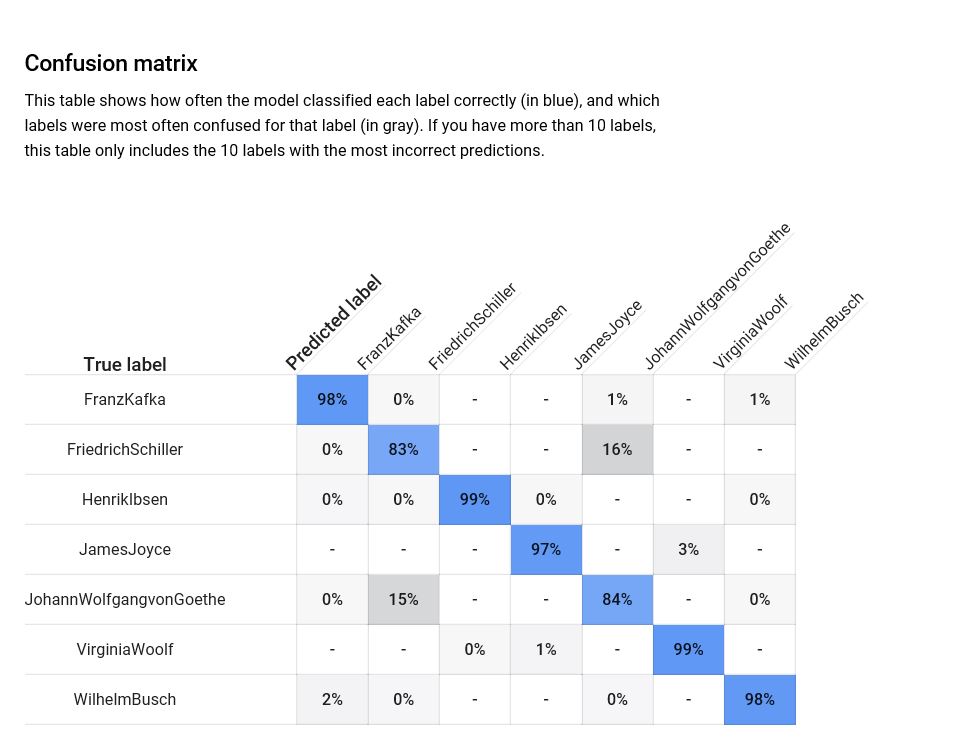 Confusion matrix
This table shows how often the model classified each label correctly (in blue), and which
labels were most often confused for that label (in gray). If you have more than 10 labels,
this table only includes the 10 labels with the most incorrect predictions.
True label Predicted label FranzKafka FriedrichSchiller HenrikIbsen JamesJoyce JohannWolfgangvonGoethe VirginiaWoolf WilhelmBusch
FranzKafka 98% 0% - - 1% - 1%
FriedrichSchiller 0% 83% - - 16% - -
HenrikIbsen 0% 0% 99% 0% - - 0%
JamesJoyce - - - 97% - 3% -
JohannWolfgangvonGoethe 0% 15% - - 84% - 0%
VirginiaWoolf - - 0% 1% - 99% -
WilhelmBusch 2% 0% - - 0% - 98%